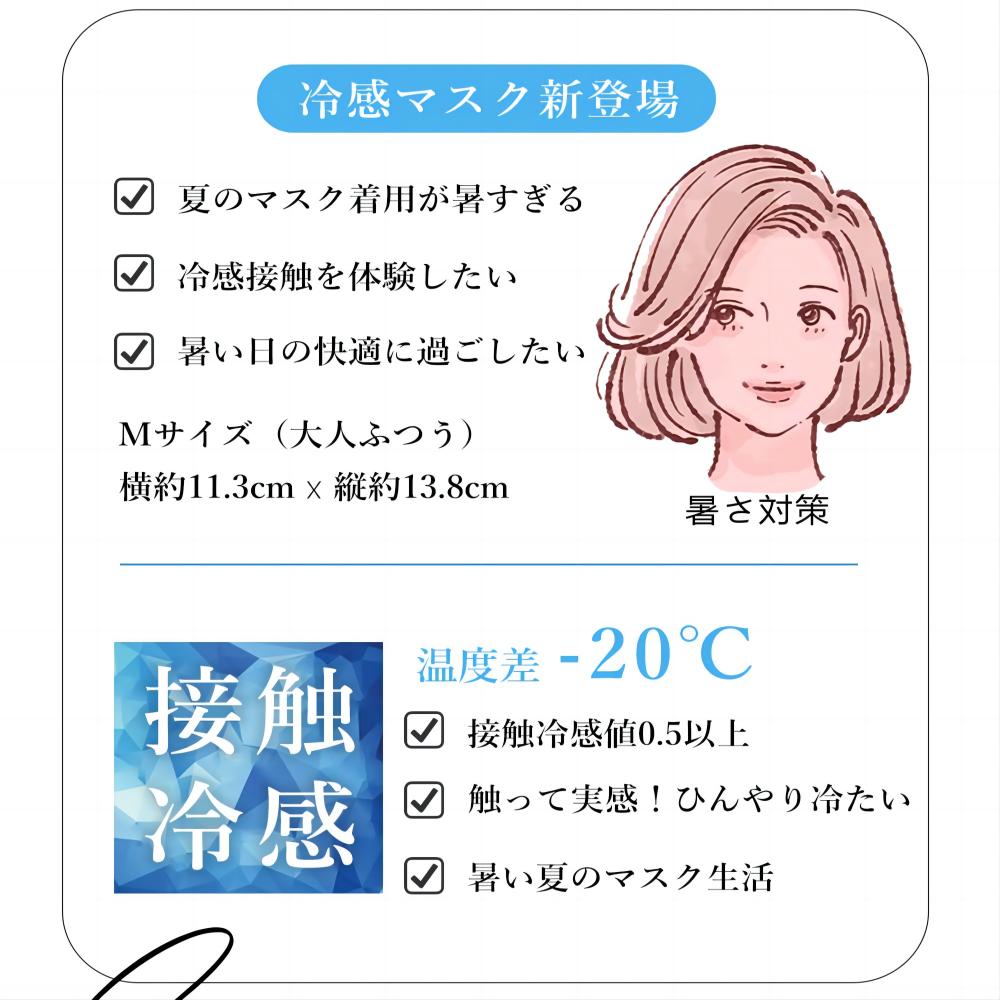 冷感マスク新登場
夏のマスク着用が暑すぎる
冷感接触を体験したい
暑い日の快適に過ごしたい
Mサイズ（大人ふつう）
横約11.3cm x 縦約13.8cm
暑さ対策
接触
冷感
温度差 -20℃
接触冷感値0.5以上
触って実感！ひんやり冷たい
暑い夏のマスク生活